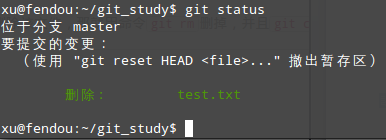 xu@fendou:~/git_study$ git status
位于分支 master
要提交的变更：
（使用 "git reset HEAD <file>..." 撤出暂存区）
删除： test.txt
xu@fendou:~/git_study$